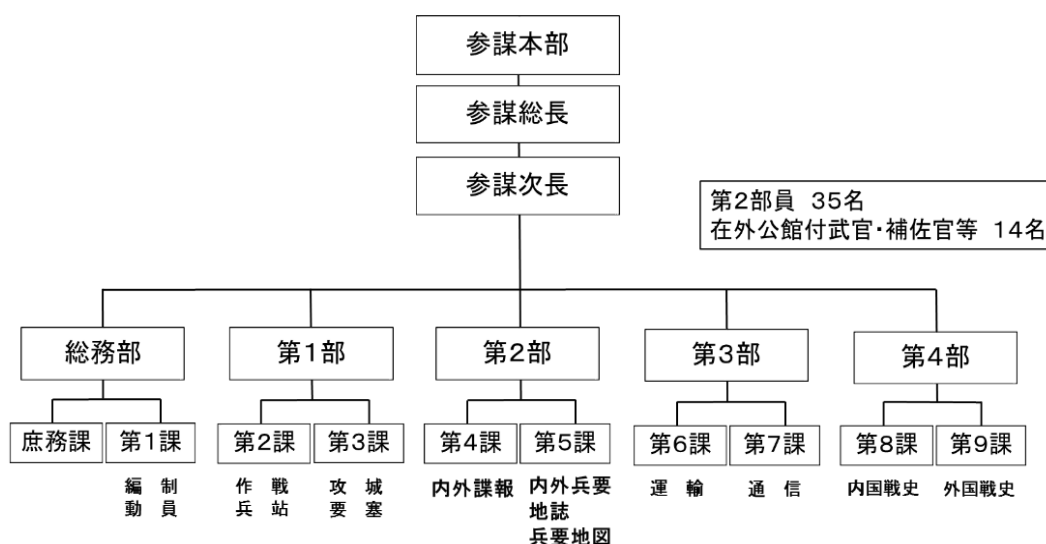 参謀本部
参謀総長
参謀次長
第2部員 35名
在外公館付武官・補佐官等 14名
総務部
第1部
第2部
第3部
第4部
庶務課
第1課
第2課
第3課
第4課
第5課
第6課
第7課
第8課
第9課
編 制
動 員
作 戦
兵 站
攻 城
要 塞
内外諜報
内外兵要
地誌
兵要地図
運 輸
通 信
内国戦史
外国戦史